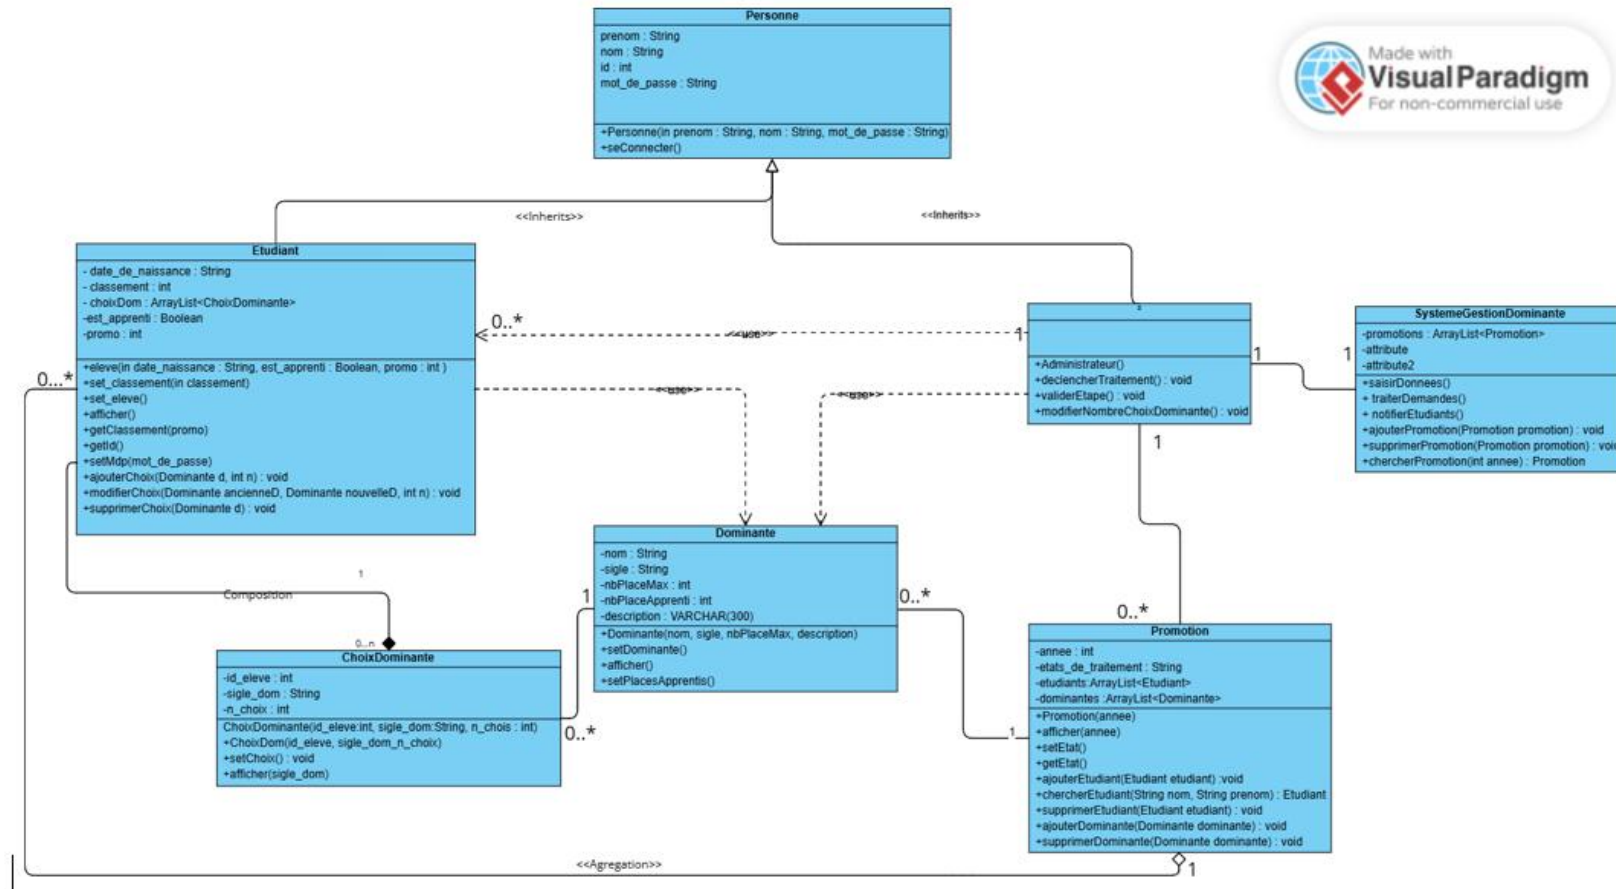 Personne
prenom : String
nom : String
id : int
mot_de_passe : String
+Personne(in prenom : String, nom : String, mot_de_passe : String)
+seConnecter()
Made with
Visual Paradigm
For non-commercial use
<<Inherits>>
<<Inherits>>
Etudiant
- date_de_naissance : String
- classement : int
- choixDom : ArrayList<ChoixDominante>
-est_apprenti : Boolean
-promo : int
+eleve(in date_naissance : String, est_apprenti : Boolean, promo : int )
+set_classement(in classement)
+set_eleve()
+afficher()
+getClassement(promo)
+getId()
+setMdp(mot_de_passe)
+ajouterChoix(Dominante d, int n) : void
+modifierChoix(Dominante ancienneD, Dominante nouvelleD, int n) : void
+supprimerChoix(Dominante d) : void
0..*
<<use>>
1
0...*
<<use>>
<<use>>
+Administrateur()
+declencherTraitement() : void
+validerEtape() : void
+modifierNombreChoixDominante() : void
1
1
SystemeGestionDominante
-promotions : ArrayList<Promotion>
-attribute
-attribute2
+saisirDonnees()
+ traiterDemandes()
+ notifierEtudiants()
+ajouterPromotion(Promotion promotion) : void
+supprimerPromotion(Promotion promotion) : void
+chercherPromotion(int annee) : Promotion
1
0..*
Dominante
-nom : String
-sigle : String
-nbPlaceMax : int
-nbPlaceApprenti : int
-description : VARCHAR(300)
+Dominante(nom, sigle, nbPlaceMax, description)
+setDominante()
+afficher()
+setPlacesApprentis()
1
0..*
1
Composition
0..n
ChoixDominante
-id_eleve : int
-sigle_dom : String
-n_choix : int
ChoixDominante(id_eleve:int, sigle_dom:String, n_chois : int)
+ChoixDom(id_eleve, sigle_dom_n_choix)
+setChoix() : void
+afficher(sigle_dom)
0..*
1
Promotion
-annee : int
-etats_de_traitement : String
-etudiants:ArrayList<Etudiant>
-dominantes :ArrayList<Dominante>
+Promotion(annee)
+afficher(annee)
+setEtat()
+getEtat()
+ajouterEtudiant(Etudiant etudiant) :void
+chercherEtudiant(String nom, String prenom) : Etudiant
+supprimerEtudiant(Etudiant etudiant) : void
+ajouterDominante(Dominante dominante) : void
+supprimerDominante(Dominante dominante) : void
<<Agregation>>
1